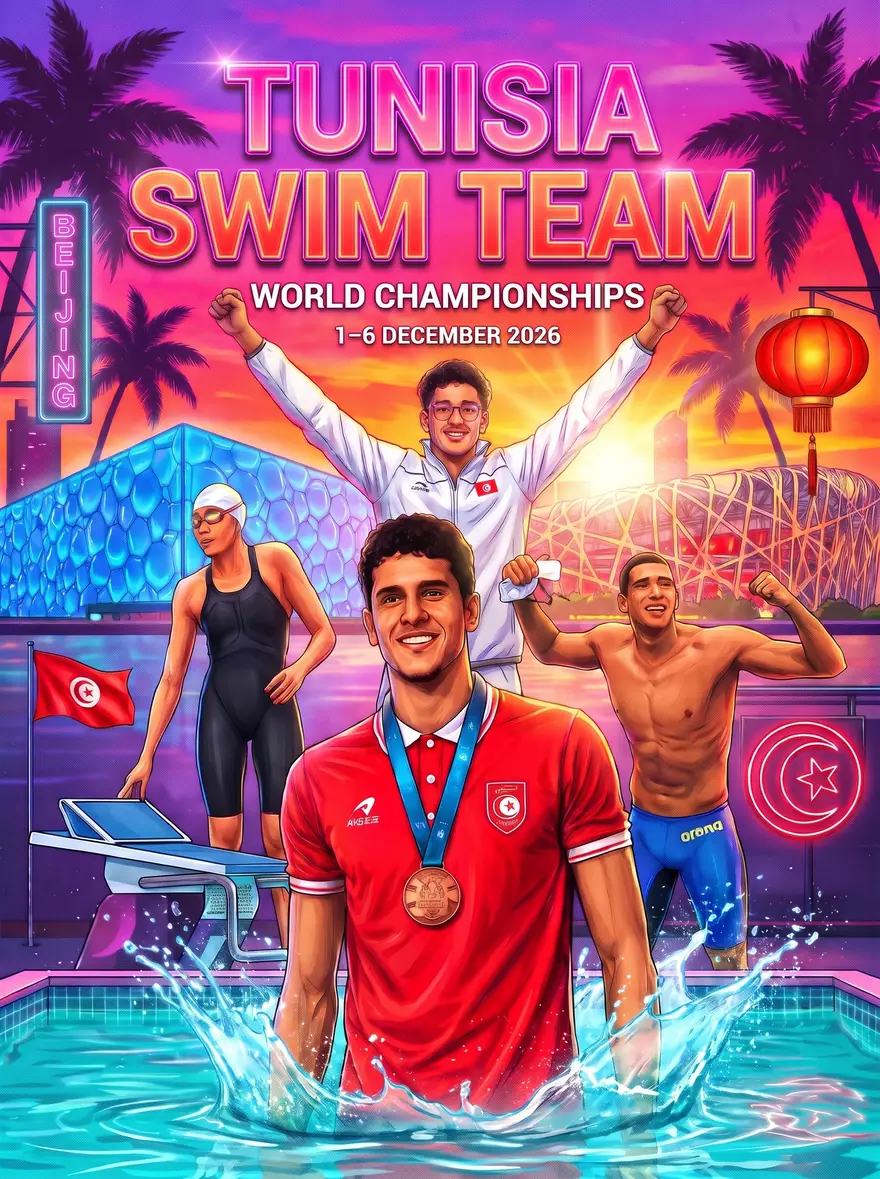 TUNISIA
SWIM TEAM
WORLD CHAMPIONSHIPS
1–6 DECEMBER 2026
BEIJING
arena